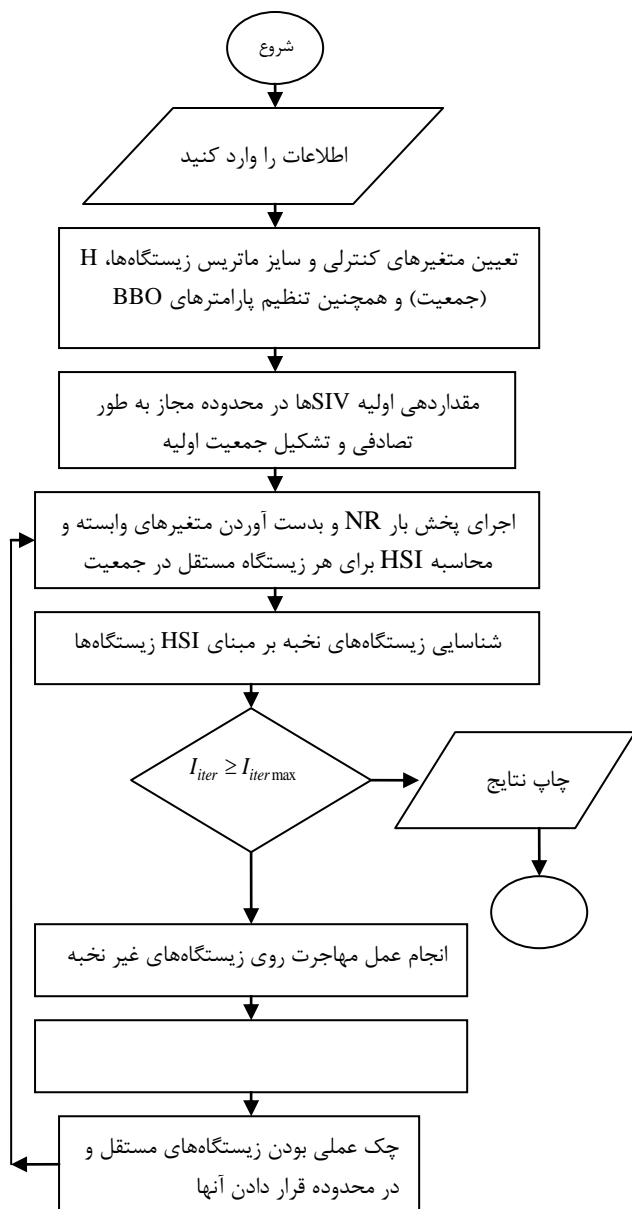 شروع
اطلاعات را وارد کنید
تعیین متغیرهای کنترلی و سایز ماتریس زیستگاه‌ها، H
(جمعیت) و همچنین تنظیم پارامترهای BBO
مقداردهی اولیه SIVها در محدوده مجاز به طور
تصادفی و تشکیل جمعیت اولیه
اجرای پخش بار NR و بدست آوردن متغیرهای وابسته و
محاسبه HSI برای هر زیستگاه مستقل در جمعیت
شناسایی زیستگاه‌های نخبه بر مبنای HSI زیستگاه‌ها
I_{iter} ≥ I_{iter max}
چاپ نتایج
انجام عمل مهاجرت روی زیستگاه‌های غیر نخبه
چک عملی بودن زیستگاه‌های مستقل و
در محدوده قرار دادن آنها